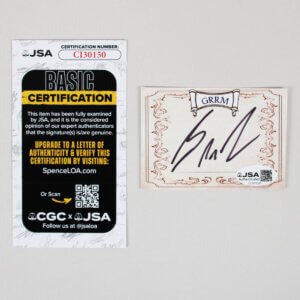 JSA
CERTIFICATION NUMBER:
CI30150
BASIC
CERTIFICATION
This item has been fully examined
by JSA, and it is the considered
opinion of our expert authenticators
that the signature(s) is/are genuine.
UPGRADE TO A LETTER OF
AUTHENTICITY & VERIFY THIS
CERTIFICATION BY VISITING:
SpenceLOA.com
Or Scan
CGC x JSA
Follow us at @jsaloa
GRRM
JSA